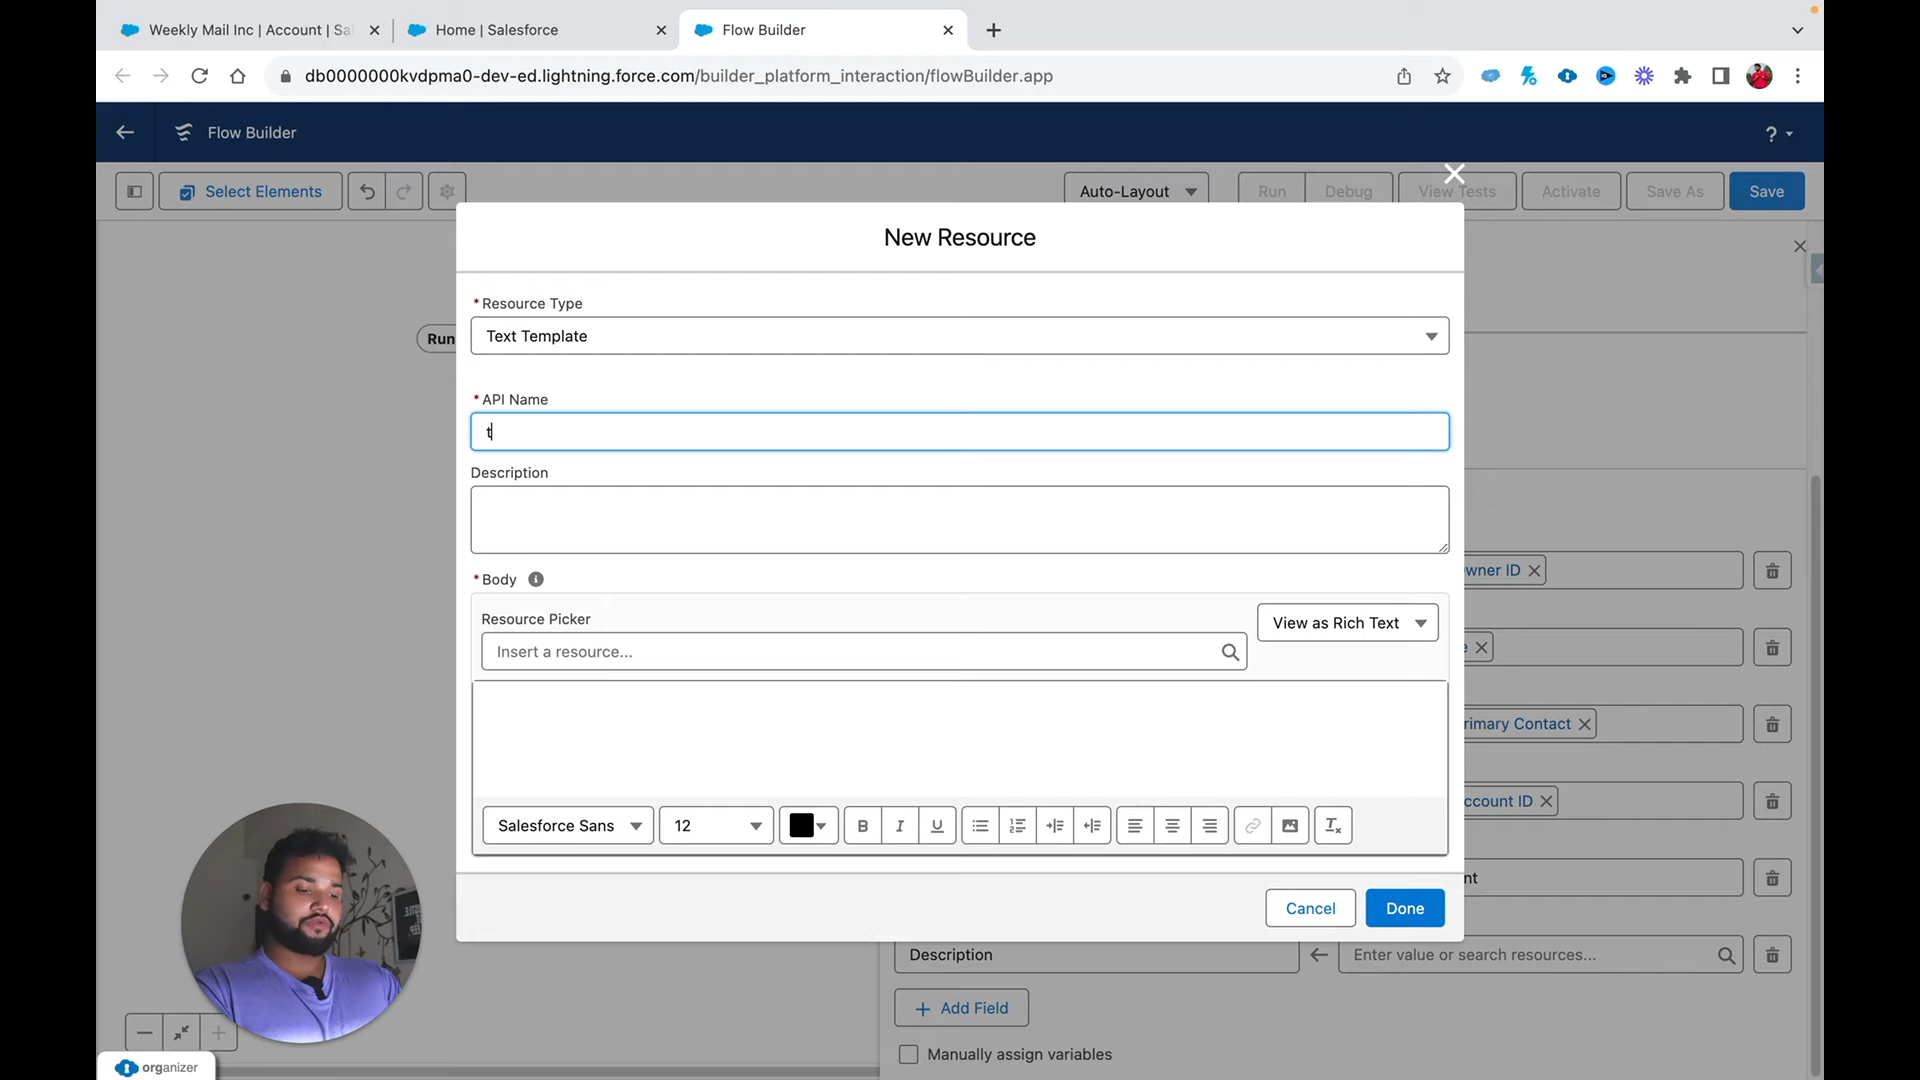 Weekly Mail Inc | Account | Sa
Home | Salesforce
Flow Builder
db0000000kvdpma0-dev-ed.lightning.force.com/builder_platform_interaction/flowBuilder.app
Flow Builder
?
Select Elements
Auto-Layout
Run
Debug
View Tests
Activate
Save As
Save
New Resource
* Resource Type
Text Template
Run
* API Name
t
Description
* Body
Resource Picker
View as Rich Text
Insert a resource...
wner ID
e
rimary Contact
ccount ID
nt
Salesforce Sans
12
B
I
U
Cancel
Done
Description
Enter value or search resources...
Add Field
Manually assign variables
organizer